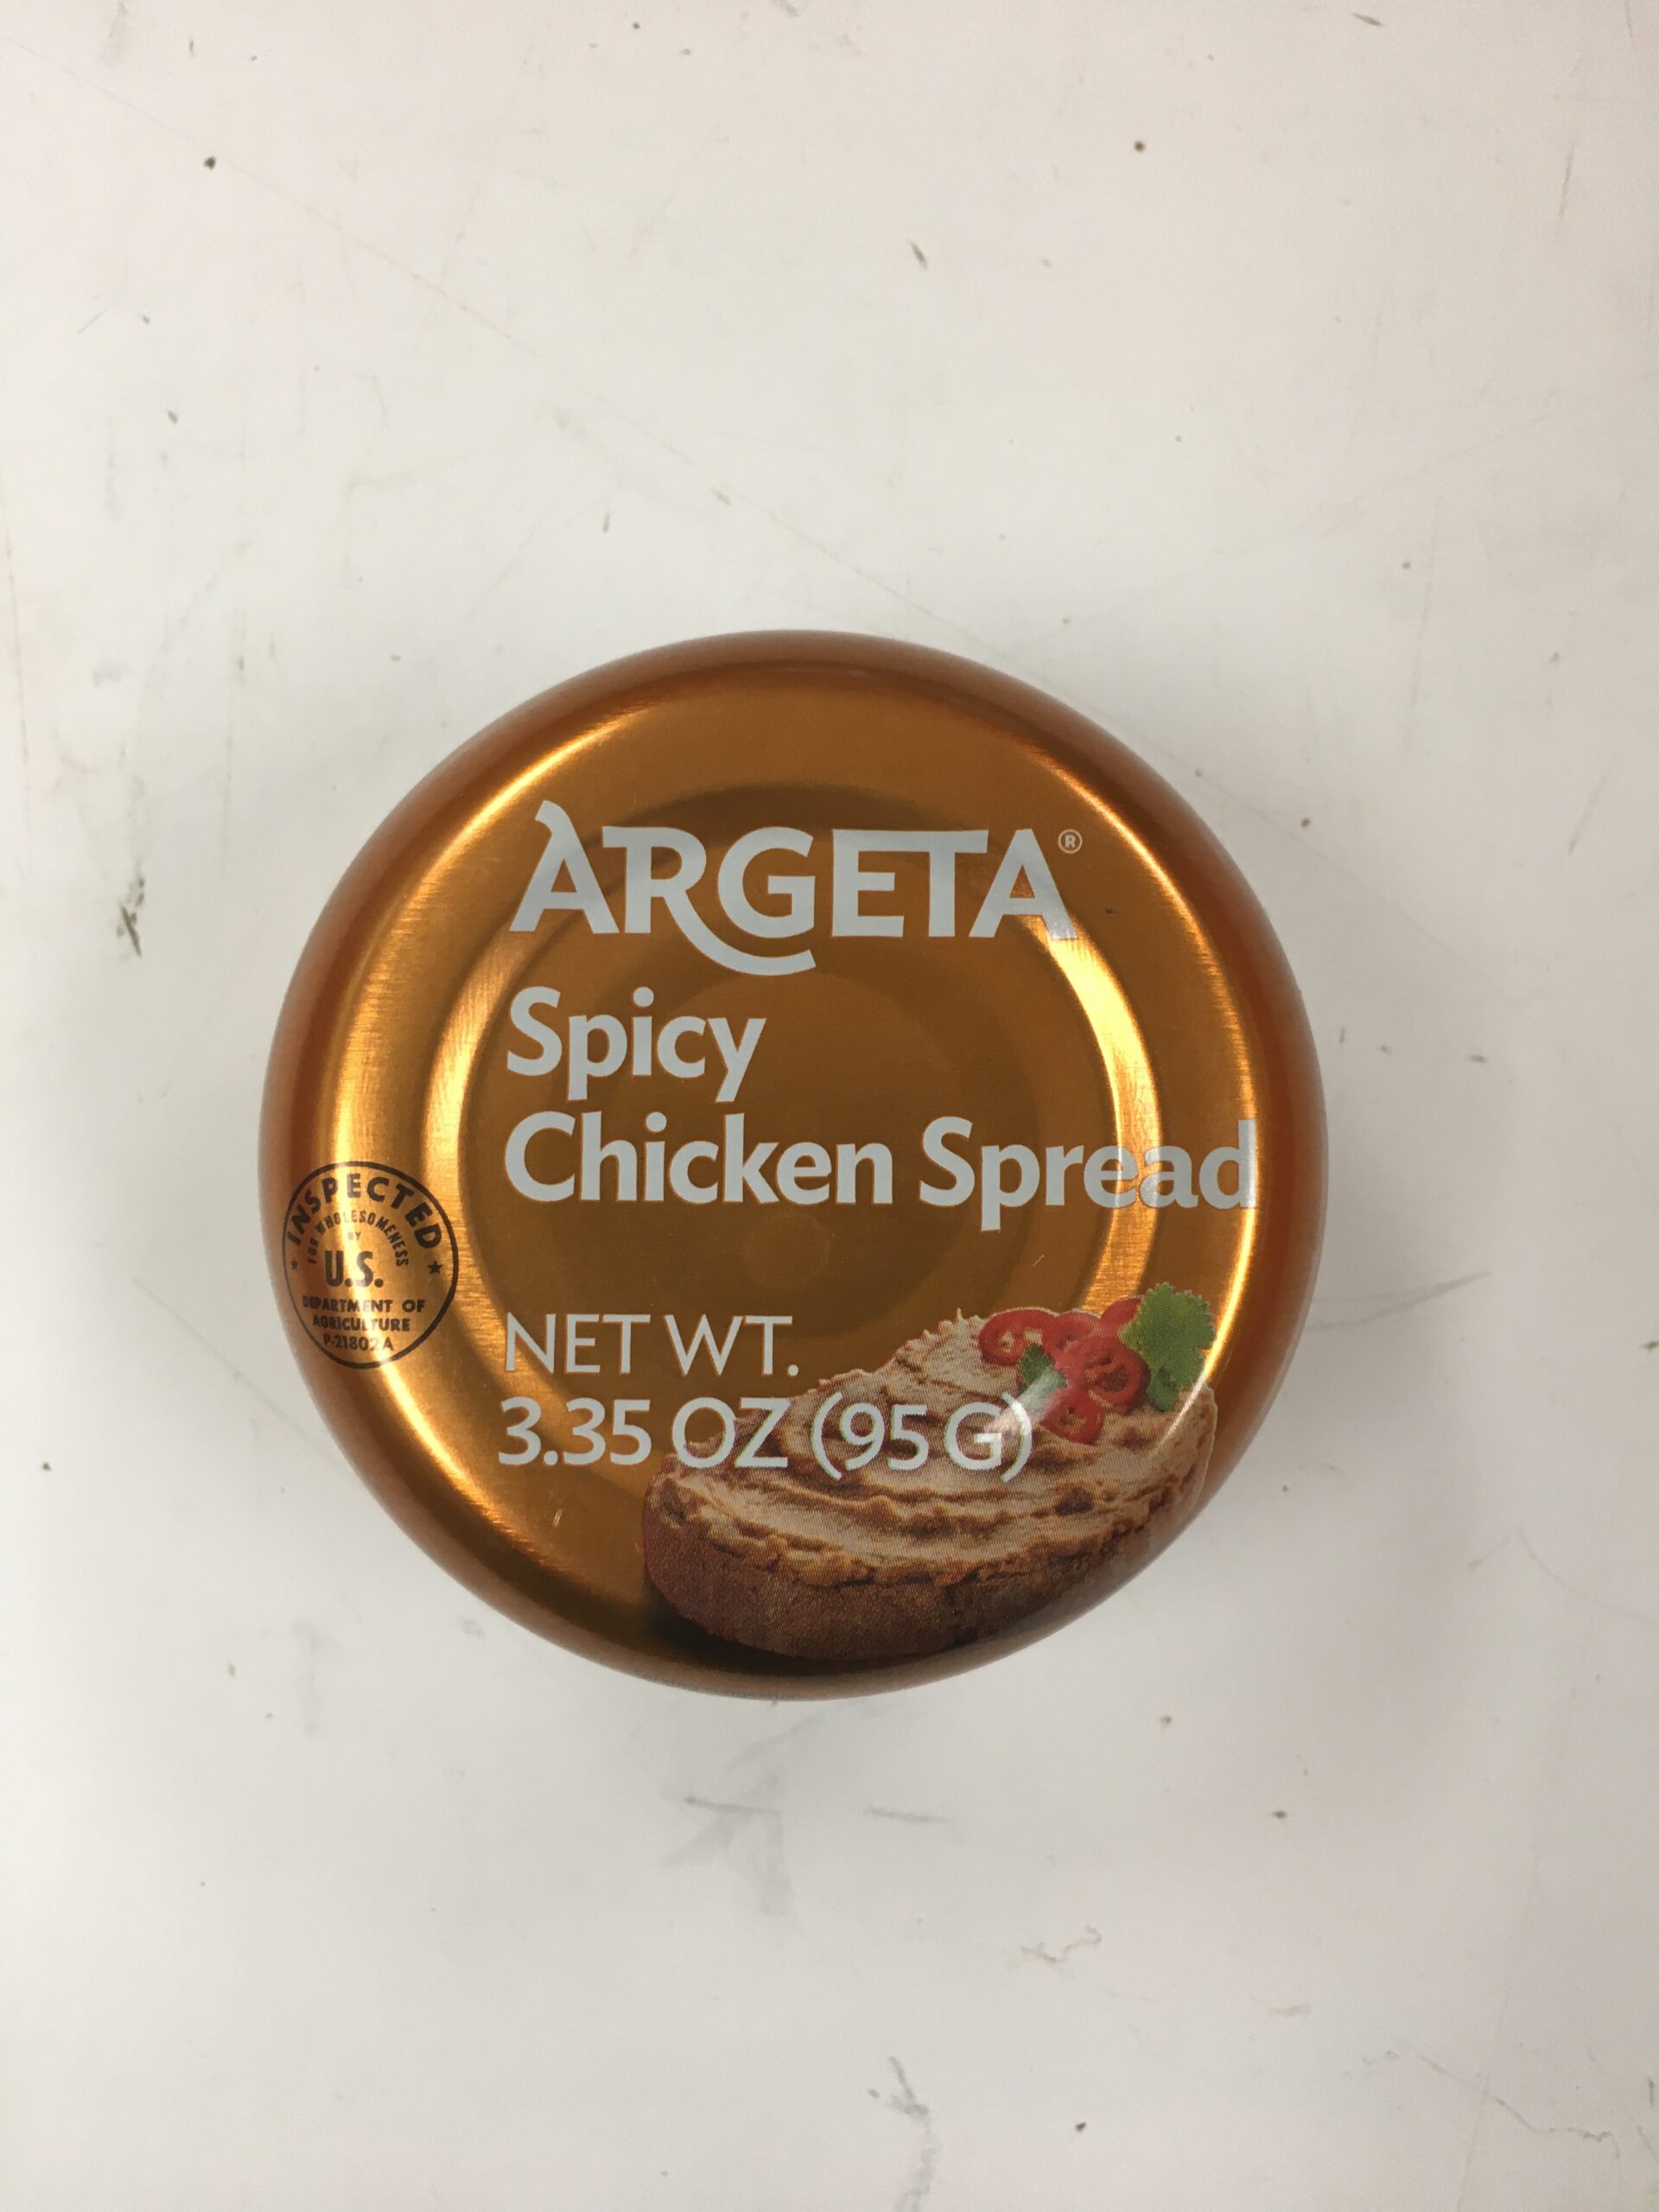 ARGETA®
Spicy
Chicken Spread
INSPECTED
FOR WHOLESOMENESS
BY
U.S.
DEPARTMENT OF
AGRICULTURE
P-21802A
NET WT.
3.35 OZ (95 G)